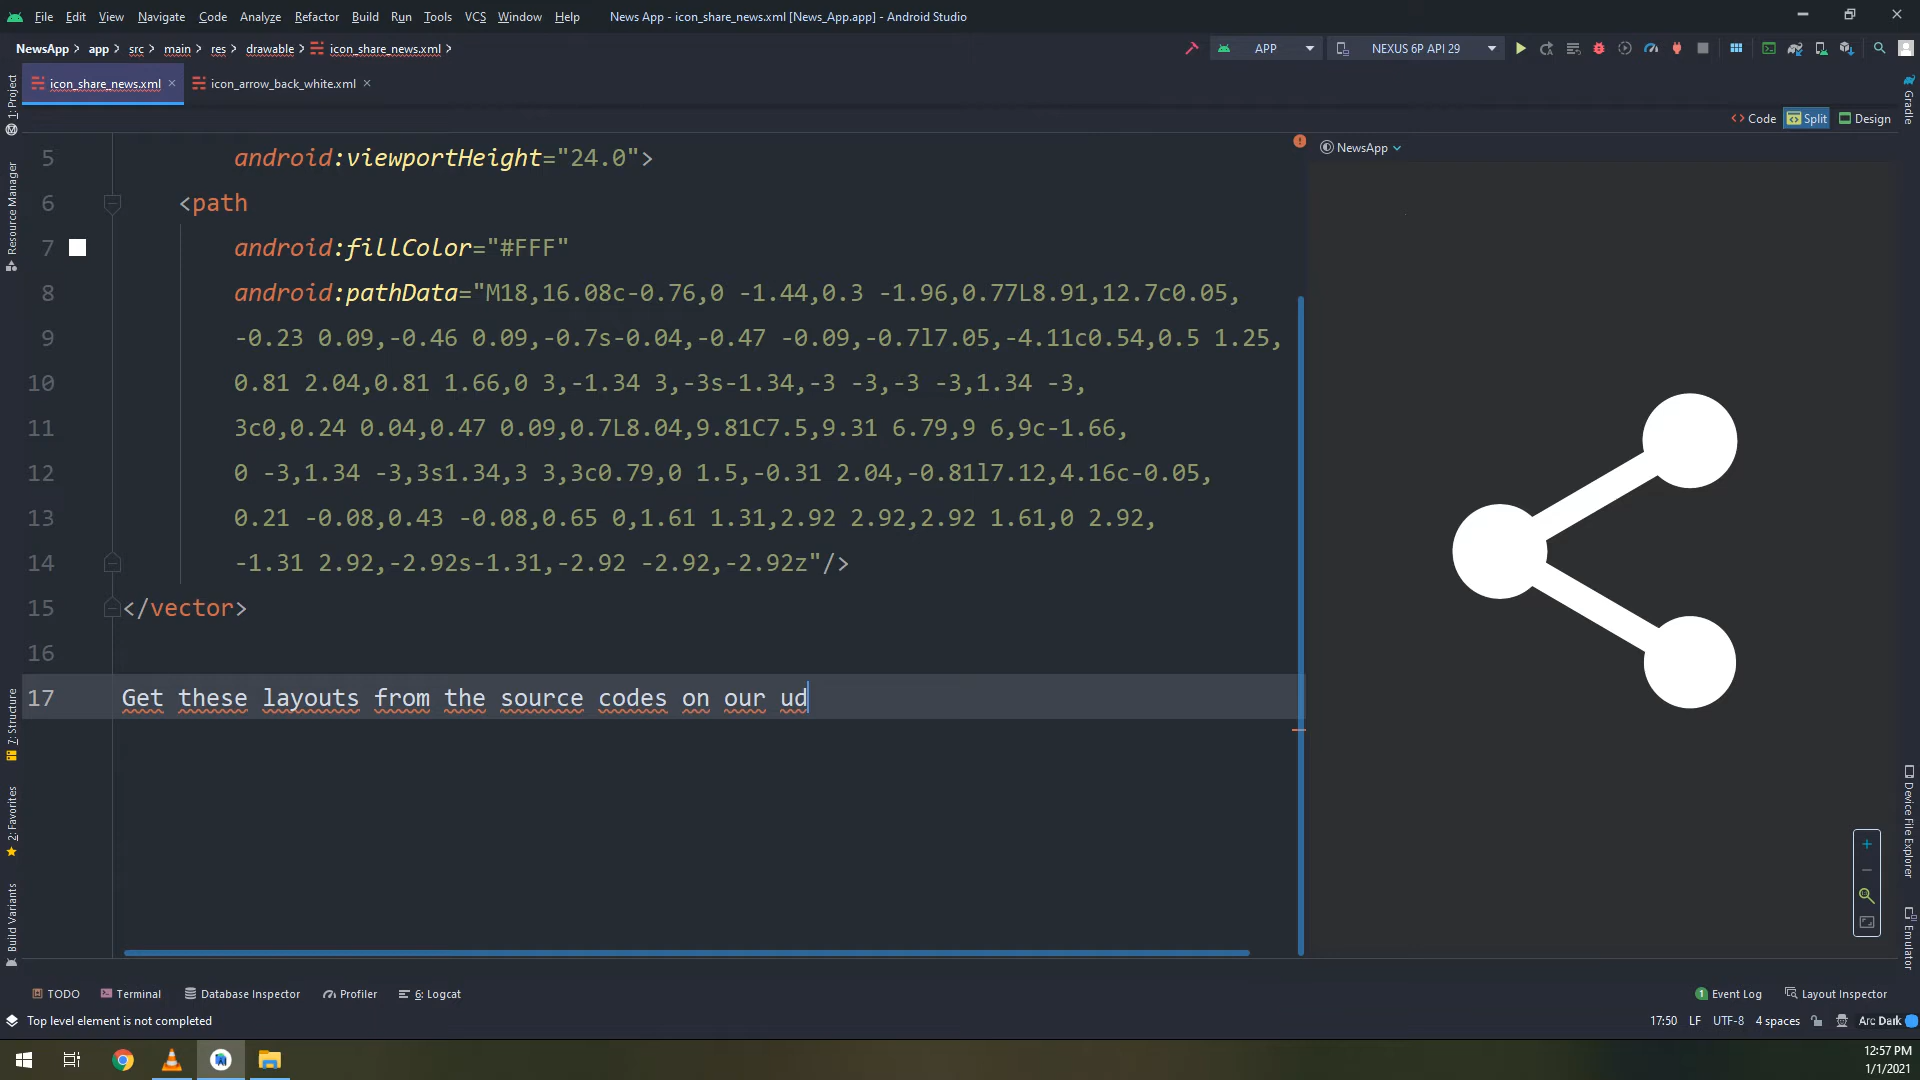 File Edit View Navigate Code Analyze Refactor Build Run Tools VCS Window Help News App - icon_share_news.xml [News_App.app] - Android Studio
NewsApp app src main res drawable icon_share_news.xml APP NEXUS 6P API 29
icon_share_news.xml icon_arrow_back_white.xml
Code Split Design
NewsApp
5 android:viewportHeight="24.0">
6 <path
7 android:fillColor="#FFF"
8 android:pathData="M18,16.08c-0.76,0 -1.44,0.3 -1.96,0.77L8.91,12.7c0.05,
9 -0.23 0.09,-0.46 0.09,-0.7s-0.04,-0.47 -0.09,-0.7l7.05,-4.11c0.54,0.5 1.25,
10 0.81 2.04,0.81 1.66,0 3,-1.34 3,-3s-1.34,-3 -3,-3 -3,1.34 -3,
11 3c0,0.24 0.04,0.47 0.09,0.7L8.04,9.81C7.5,9.31 6.79,9 6,9c-1.66,
12 0 -3,1.34 -3,3s1.34,3 3,3c0.79,0 1.5,-0.31 2.04,-0.81l7.12,4.16c-0.05,
13 0.21 -0.08,0.43 -0.08,0.65 0,1.61 1.31,2.92 2.92,2.92 1.61,0 2.92,
14 -1.31 2.92,-2.92s-1.31,-2.92 -2.92,-2.92z"/>
15 </vector>
16
17 Get these layouts from the source codes on our ud
1: Project
Resource Manager
7: Structure
2: Favorites
Build Variants
Gradle
Device File Explorer
Emulator
TODO Terminal Database Inspector Profiler 6: Logcat 1 Event Log Layout Inspector
Top level element is not completed 17:50 LF UTF-8 4 spaces Arc Dark
12:57 PM
1/1/2021